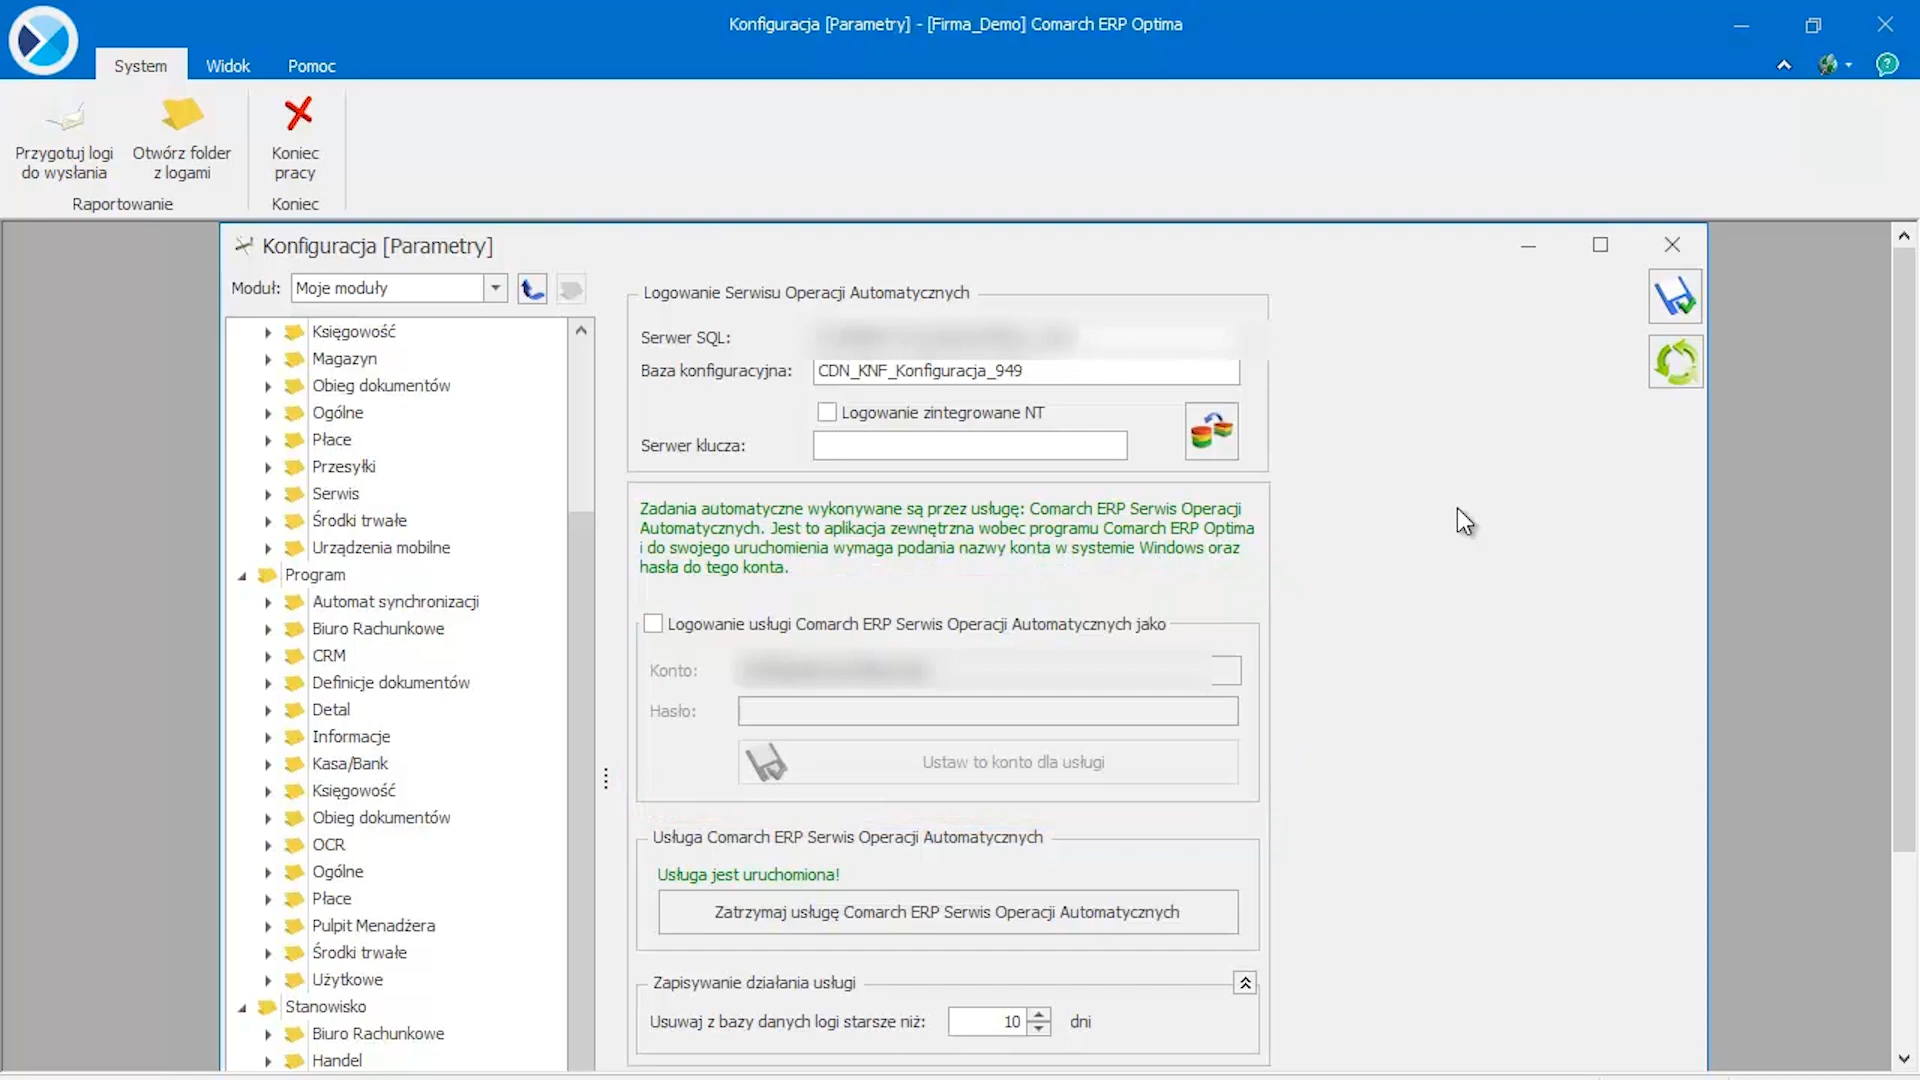 Konfiguracja [Parametry] - [Firma_Demo] Comarch ERP Optima
System
Widok
Pomoc
Przygotuj logi
do wysłania
Otwórz folder
z logami
Koniec
pracy
Raportowanie
Koniec
Konfiguracja [Parametry]
Moduł:
Moje moduły
Księgowość
Magazyn
Obieg dokumentów
Ogólne
Płace
Przesyłki
Serwis
Środki trwałe
Urządzenia mobilne
Program
Automat synchronizacji
Biuro Rachunkowe
CRM
Definicje dokumentów
Detal
Informacje
Kasa/Bank
Księgowość
Obieg dokumentów
OCR
Ogólne
Płace
Pulpit Menadżera
Środki trwałe
Użytkowe
Stanowisko
Biuro Rachunkowe
Handel
Logowanie Serwisu Operacji Automatycznych
Serwer SQL:
Baza konfiguracyjna:
CDN_KNF_Konfiguracja_949
Logowanie zintegrowane NT
Serwer klucza:
Zadania automatyczne wykonywane są przez usługę: Comarch ERP Serwis Operacji
Automatycznych. Jest to aplikacja zewnętrzna wobec programu Comarch ERP Optima
i do swojego uruchomienia wymaga podania nazwy konta w systemie Windows oraz
hasła do tego konta.
Logowanie usługi Comarch ERP Serwis Operacji Automatycznych jako
Konto:
Hasło:
Ustaw to konto dla usługi
Usługa Comarch ERP Serwis Operacji Automatycznych
Usługa jest uruchomiona!
Zatrzymaj usługę Comarch ERP Serwis Operacji Automatycznych
Zapisywanie działania usługi
Usuwaj z bazy danych logi starsze niż:
10
dni